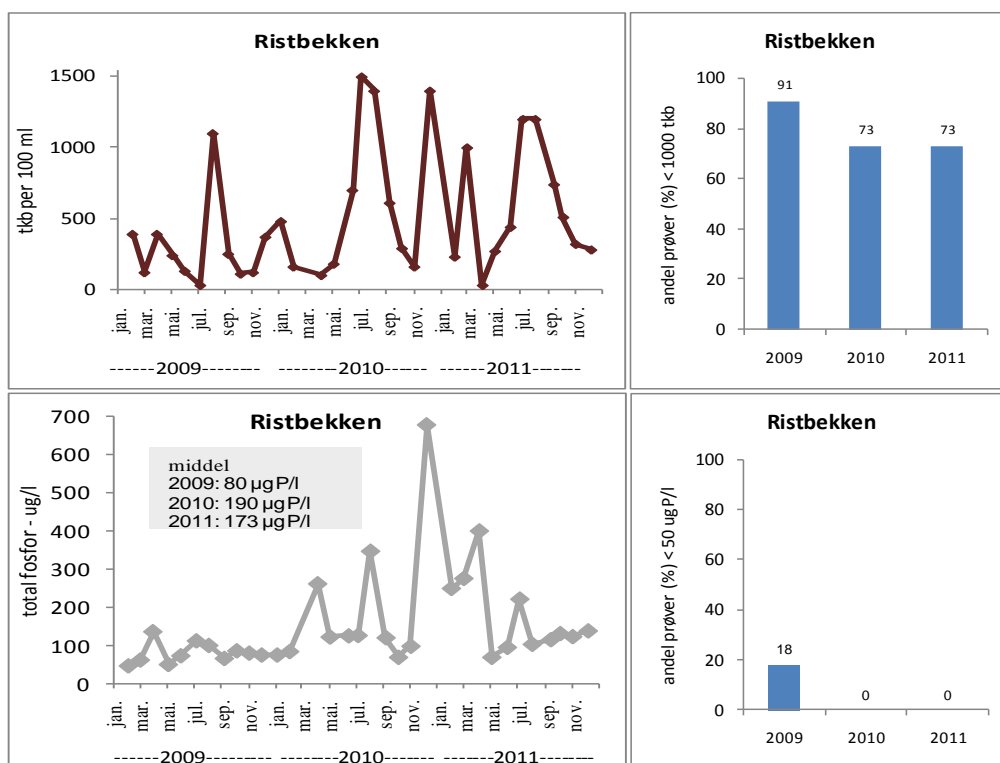 Ristbekken
1500
1000
500
0
tkbper 100 ml
jan. mar. mai. jul. sep. nov. jan. mar. mai. jul. sep. nov. jan. mar. mai. jul. sep. nov.
------2009--------- ---------2010-------- ------2011-------
Ristbekken
100
80
60
40
20
0
andel prøver (%) < 1000 tkb
91 73 73
2009 2010 2011
Ristbekken
700
600
500
400
300
200
100
0
total fosfor - ug/l
middel
2009: 80 µgP/l
2010: 190 µgP/l
2011: 173 µgP/l
jan. mar. mai. jul. sep. nov. jan. mar. mai. jul. sep. nov. jan. mar. mai. jul. sep. nov.
------2009--------- ---------2010-------- ------2011-------
Ristbekken
100
80
60
40
20
0
andel prøver (%) < 50 ugP/l
18 0 0
2009 2010 2011